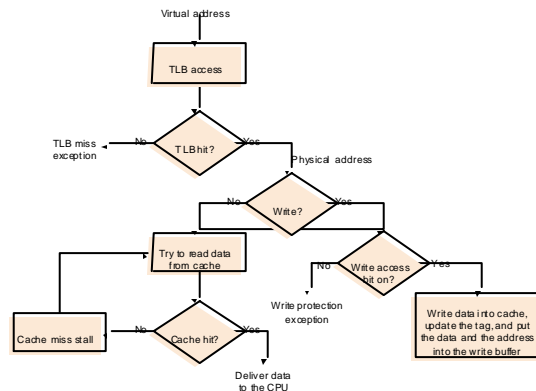 Virtual address
TLB access
No
TLB hit?
Yes
TLB miss
exception
Physical address
No
Write?
Yes
Try to read data
from cache
No
Write access
bit on?
Yes
Write protection
exception
Write data into cache,
update the tag, and put
the data and the address
into the write buffer
Cache miss stall
No
Cache hit?
Yes
Deliver data
to the CPU